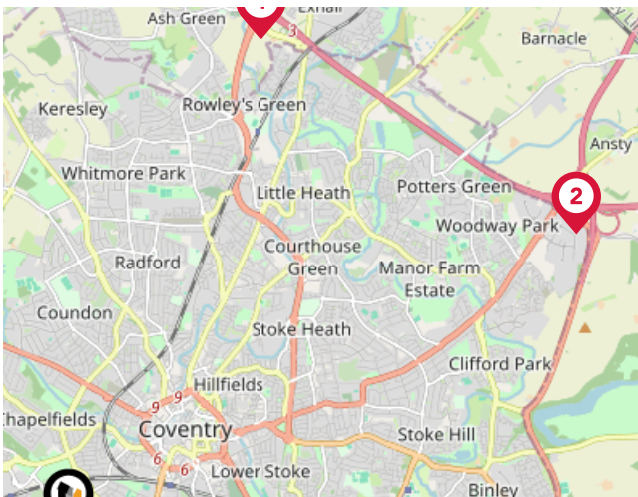 Ash Green
Exhall
3
Barnacle
Keresley
Rowley's Green
Ansty
Whitmore Park
Little Heath
Potters Green
2
Woodway Park
Courthouse
Green
Radford
Manor Farm
Estate
Coundon
Stoke Heath
Clifford Park
Hillfields
9
9
Chapelfields
Coventry
Stoke Hill
6
6
Lower Stoke
Binley